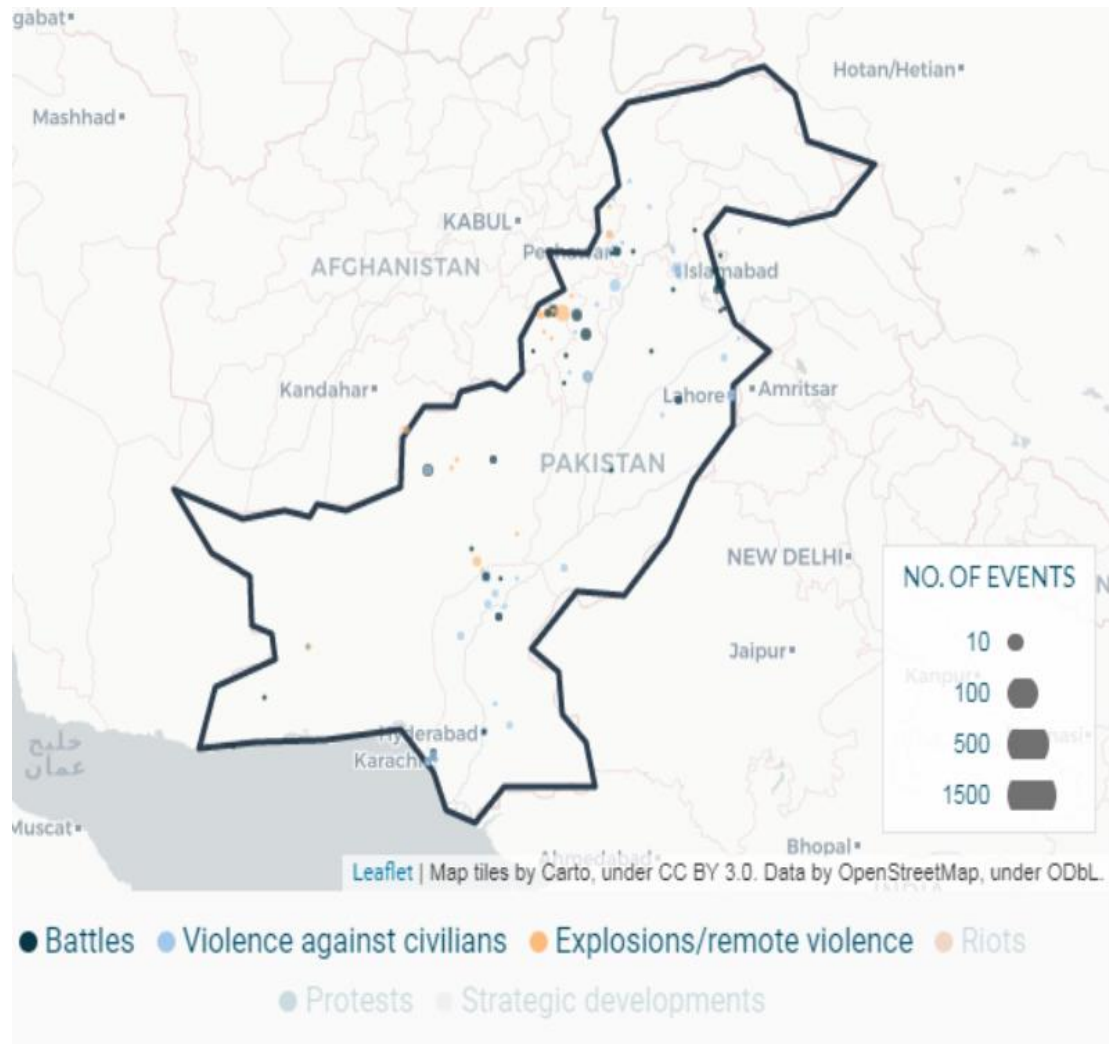 gabat
Hotan/Hetian
Mashhad
KABUL
Peshawar
AFGHANISTAN
Islamabad
Kandahar
Lahore
Amritsar
PAKISTAN
NEW DELHI
NO. OF EVENTS
10
Jaipur
Kanpur
100
Hyderabad
500
خليج
عمان
Karachi
1500
Muscat
Bhopal
Ahmedabad
Leaflet | Map tiles by Carto, under CC BY 3.0. Data by OpenStreetMap, under ODbL.
INDIA
Battles Violence against civilians Explosions/remote violence Riots
Protests Strategic developments